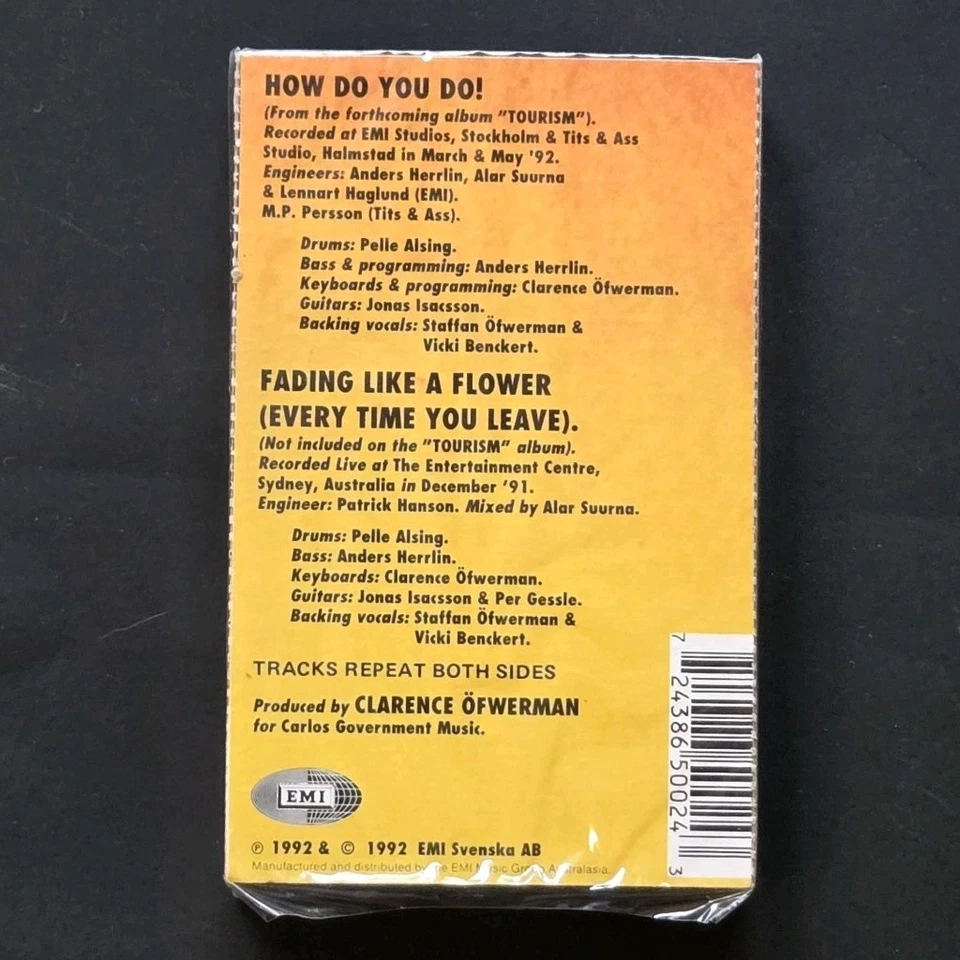 HOW DO YOU DO!
(From the forthcoming album "TOURISM").
Recorded at EMI Studios, Stockholm & Tits & Ass
Studio, Halmstad in March & May '92.
Engineers: Anders Herrlin, Alar Suurna
& Lennart Haglund (EMI).
M.P. Persson (Tits & Ass).
Drums: Pelle Alsing.
Bass & programming: Anders Herrlin.
Keyboards & programming: Clarence Öfwerman.
Guitars: Jonas Isacsson.
Backing vocals: Staffan Öfwerman &
Vicki Benckert.
FADING LIKE A FLOWER
(EVERY TIME YOU LEAVE).
(Not included on the "TOURISM" album).
Recorded Live at The Entertainment Centre,
Sydney, Australia in December '91.
Engineer: Patrick Hanson. Mixed by Alar Suurna.
Drums: Pelle Alsing.
Bass: Anders Herrlin.
Keyboards: Clarence Öfwerman.
Guitars: Jonas Isacsson & Per Gessle.
Backing vocals: Staffan Öfwerman &
Vicki Benckert.
TRACKS REPEAT BOTH SIDES
Produced by CLARENCE ÖFWERMAN
for Carlos Government Music.
EMI
℗ 1992 & © 1992 EMI Svenska AB
Manufactured and distributed by the EMI Music Group Australasia.
7 24386 50024 3